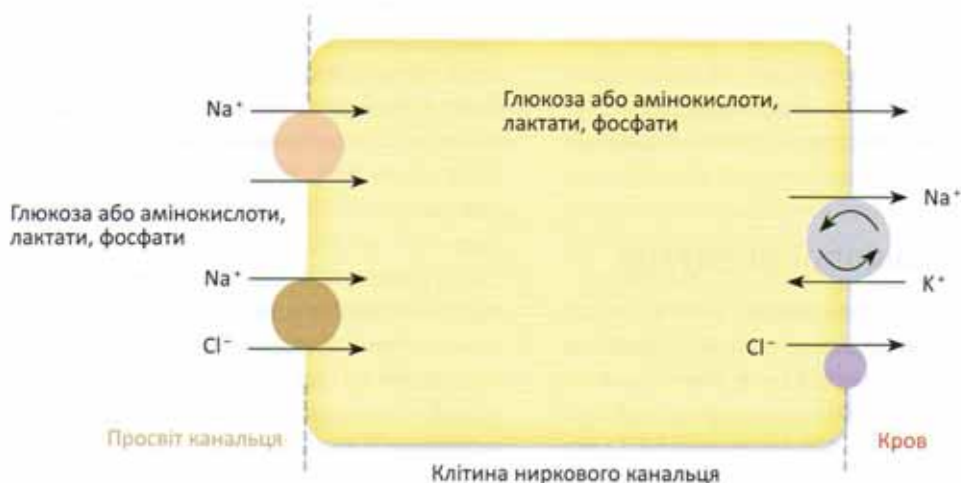 Na⁺
Глюкоза або амінокислоти,
лактати, фосфати
Na⁺
Cl⁻
Глюкоза або амінокислоти,
лактати, фосфати
Na⁺
K⁺
Cl⁻
Просвіт канальця
Клітина ниркового канальця
Кров